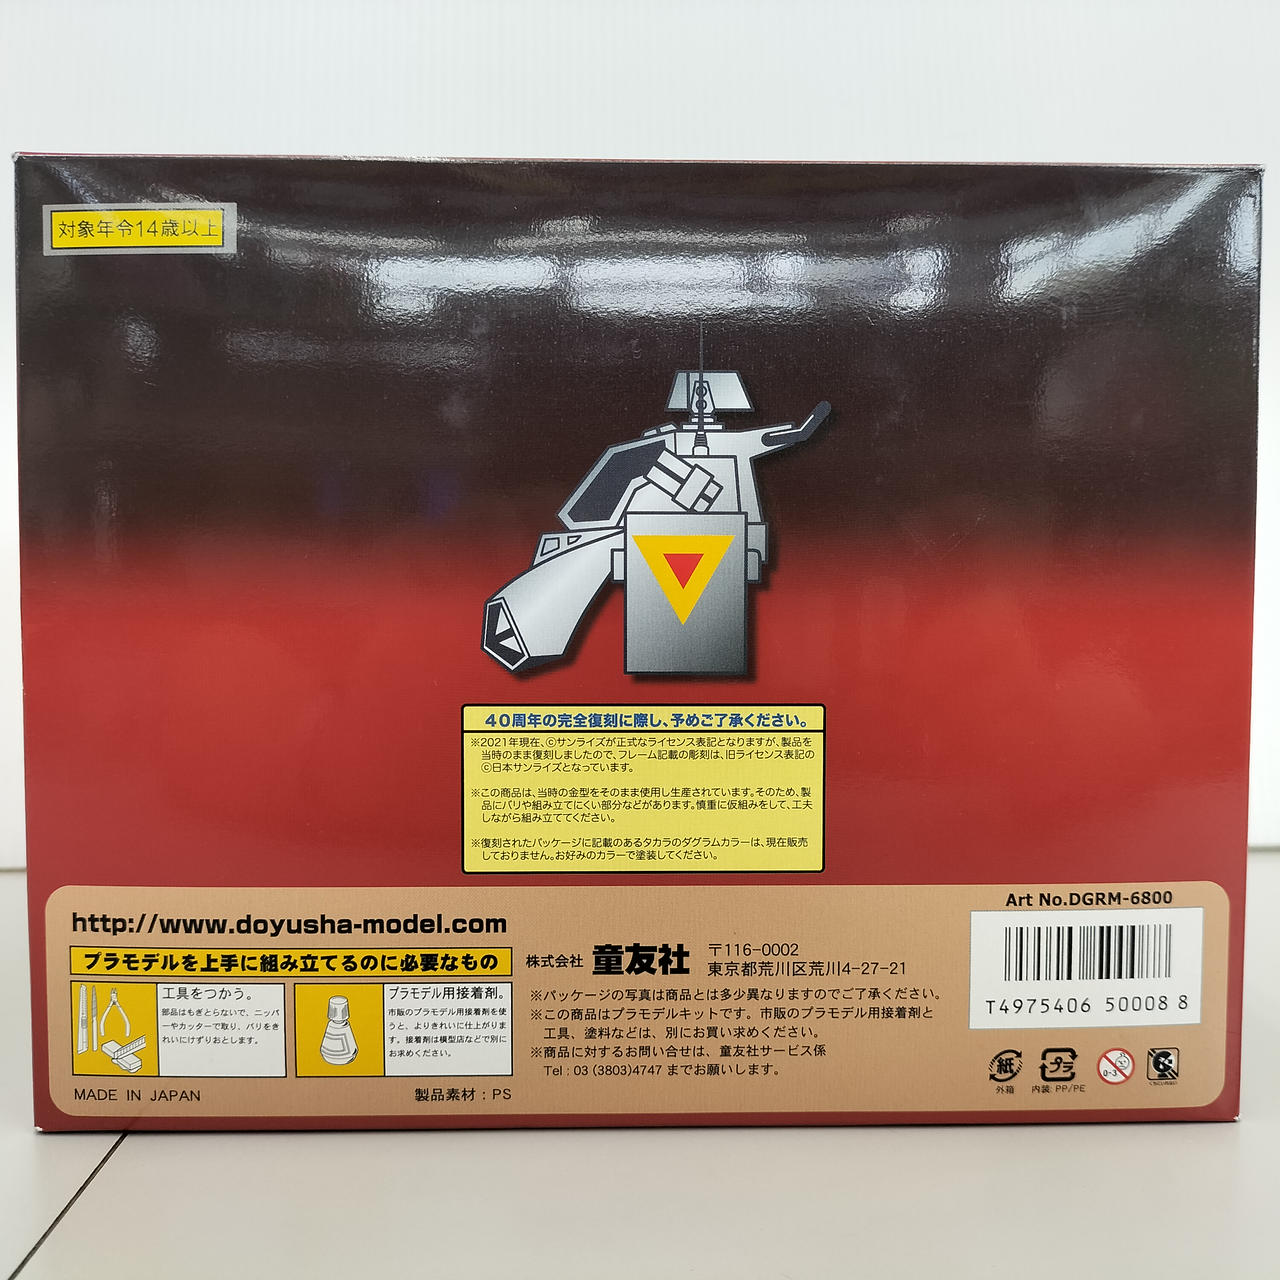 対象年令14歳以上
40周年の完全復刻に際し、予めご了承ください。
※2021年現在、©サンライズが正式なライセンス表記となりますが、製品を
当時のまま復刻しましたので、フレーム記載の彫刻は、旧ライセンス表記の
©日本サンライズとなっています。
※この商品は、当時の金型をそのまま使用し生産されています。そのため、製
品にバリや組み立てにくい部分などがあります。慎重に仮組みをして、工夫
しながら組み立ててください。
※復刻されたパッケージに記載のあるタカラのダグラムカラーは、現在販売
しておりません。お好みのカラーで塗装してください。
http://www.doyusha-model.com
プラモデルを上手に組み立てるのに必要なもの
工具をつかう。
部品はもぎとらないで、ニッパ
ーやカッターで取り、バリをき
れいにけずりおとします。
プラモデル用接着剤。
市販のプラモデル用接着剤を使
うと、よりきれいに仕上がりま
す。接着剤は模型店などで別に
お求めください。
MADE IN JAPAN
製品素材：PS
株式会社 童友社
〒116-0002
東京都荒川区荒川4-27-21
※パッケージの写真は商品とは多少異なりますのでご了承ください。
※この商品はプラモデルキットです。市販のプラモデル用接着剤と
工具、塗料などは、別にお買い求めください。
※商品に対するお問い合せは、童友社サービス係
Tel：03 (3803)4747 までお願いします。
Art No.DGRM-6800
T4975406 50008 8
紙
外箱
プラ
内装: PP/PE
0-3
くちにいれない